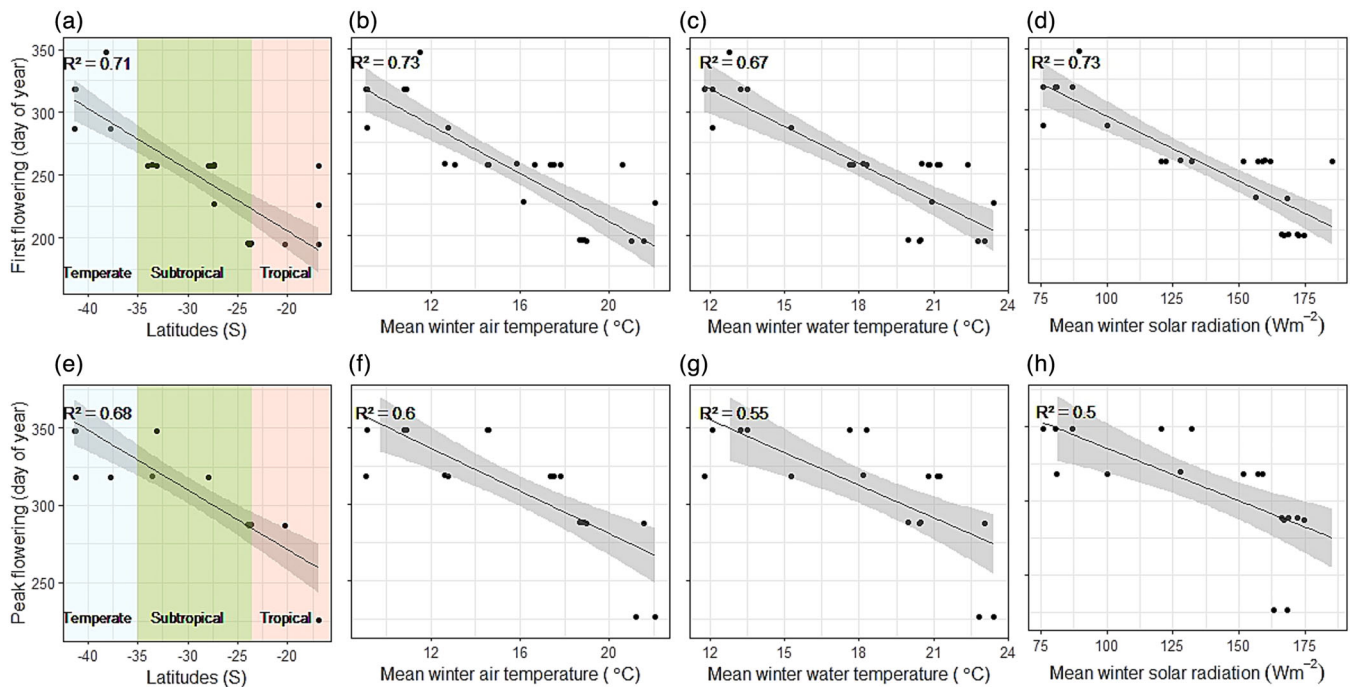 (a) (b) (c) (d)
R² = 0.71 R² = 0.73 R² = 0.67 R² = 0.73
First flowering (day of year)
350
300
250
200
Temperate Subtropical Tropical
-40 -35 -30 -25 -20 12 16 20 12 15 18 21 24 75 100 125 150 175
Latitudes (S) Mean winter air temperature ( °C) Mean winter water temperature ( °C) Mean winter solar radiation (Wm⁻²)
(e) (f) (g) (h)
R² = 0.68 R² = 0.6 R² = 0.55 R² = 0.5
Peak flowering (day of year)
350
300
250
Temperate Subtropical Tropical
-40 -35 -30 -25 -20 12 16 20 12 15 18 21 24 75 100 125 150 175
Latitudes (S) Mean winter air temperature ( °C) Mean winter water temperature ( °C) Mean winter solar radiation (Wm⁻²)